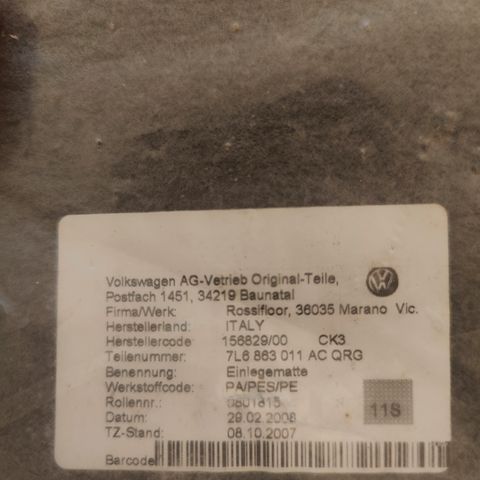 Volkswagen AG-Vetrieb Original-Teile,
Postfach 1451, 34219 Baunatal
Firma/Werk: Rossifloor, 36035 Marano Vic.
Herstellerland: ITALY
Herstellercode: 156829/00 CK3
Teilenummer: 7L6 863 011 AC QRG
Benennung: Einlegematte
Werkstoffcode: PA/PES/PE
Rollennr.: 0801815
Datum: 29.02.2008
11S
TZ-Stand: 08.10.2007
Barcode